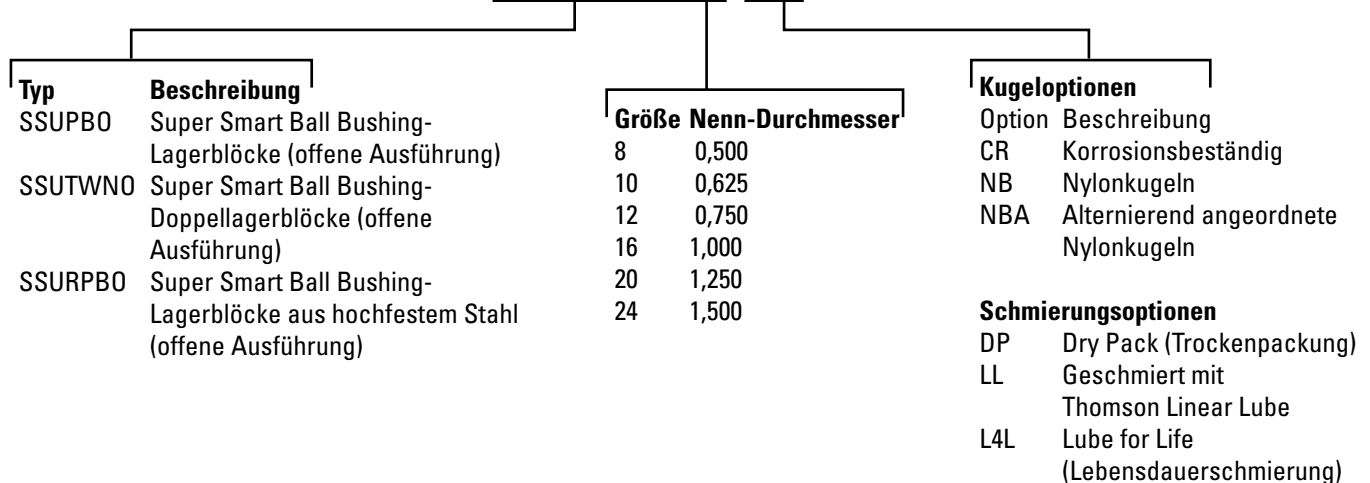 Typ Beschreibung
SSUPBO Super Smart Ball Bushing-
Lagerblöcke (offene Ausführung)
SSUTWNO Super Smart Ball Bushing-
Doppellagerblöcke (offene
Ausführung)
SSURPBO Super Smart Ball Bushing-
Lagerblöcke aus hochfestem Stahl
(offene Ausführung)
Größe Nenn-Durchmesser
8 0,500
10 0,625
12 0,750
16 1,000
20 1,250
24 1,500
Kugeloptionen
Option Beschreibung
CR Korrosionsbeständig
NB Nylonkugeln
NBA Alternierend angeordnete
Nylonkugeln
Schmierungsoptionen
DP Dry Pack (Trockenpackung)
LL Geschmiert mit
Thomson Linear Lube
L4L Lube for Life
(Lebensdauerschmierung)